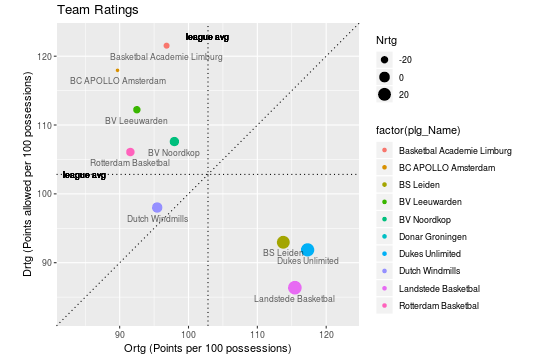 Team Ratings
league avg
Basketbal Academie Limburg
BC APOLLO Amsterdam
BV Leeuwarden
BV Noordkop
Rotterdam Basketbal
league avg
Dutch Windmills
BS Leiden
Dukes Unlimited
Landstede Basketbal
120
110
100
90
90
100
110
120
Drtg (Points allowed per 100 possessions)
Ortg (Points per 100 possessions)
Nrtg
-20
0
20
factor(plg_Name)
Basketbal Academie Limburg
BC APOLLO Amsterdam
BS Leiden
BV Leeuwarden
BV Noordkop
Donar Groningen
Dukes Unlimited
Dutch Windmills
Landstede Basketbal
Rotterdam Basketbal